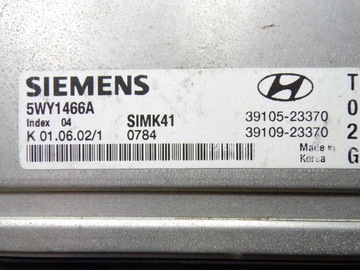 SIEMENS
5WY1466A
Index 04
SIMK41
K 01.06.02/1
0784
39105-23370
39109-23370
Made in
Korea
T
0
2
G